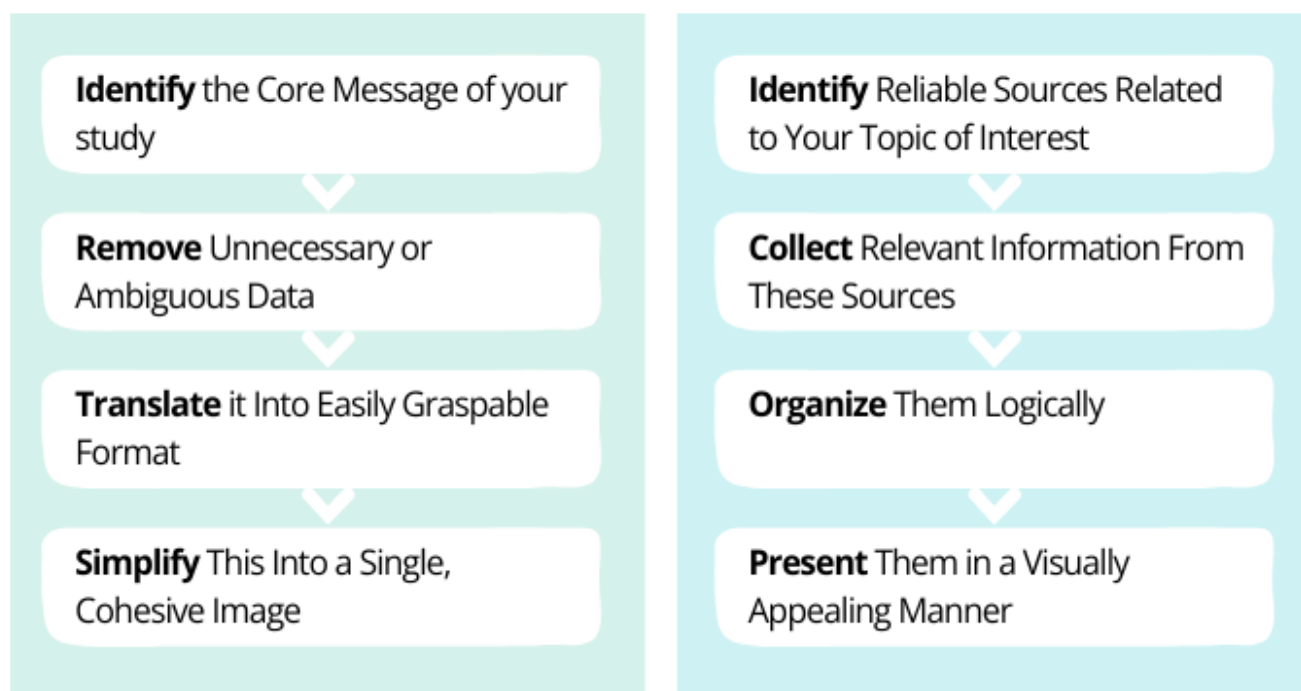 Identify the Core Message of your
study
Remove Unnecessary or
Ambiguous Data
Translate it Into Easily Graspable
Format
Simplify This Into a Single,
Cohesive Image
Identify Reliable Sources Related
to Your Topic of Interest
Collect Relevant Information From
These Sources
Organize Them Logically
Present Them in a Visually
Appealing Manner